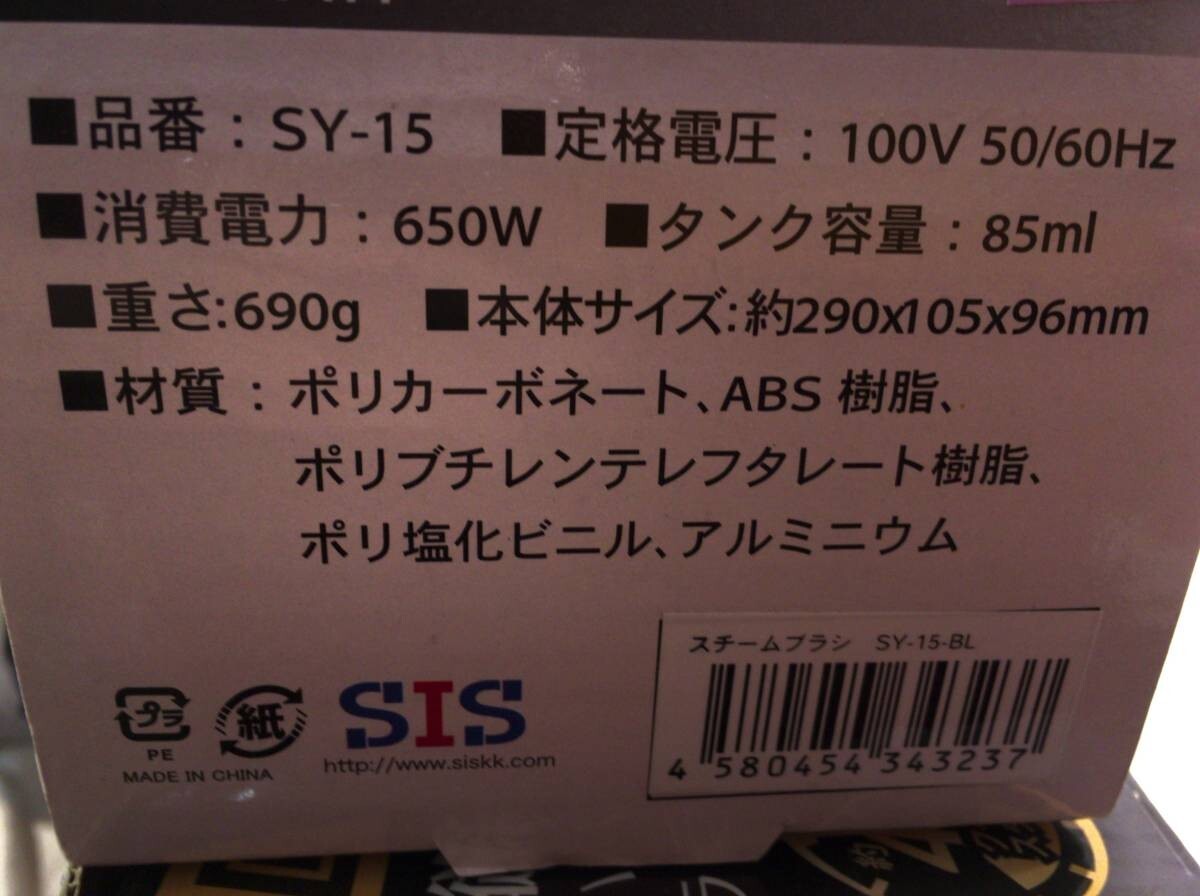 ■品番：SY-15 ■定格電圧：100V 50/60Hz
■消費電力：650W ■タンク容量：85ml
■重さ:690g ■本体サイズ:約290x105x96mm
■材質：ポリカーボネート、ABS 樹脂、
ポリブチレンテレフタレート樹脂、
ポリ塩化ビニル、アルミニウム
スチームブラシ SY-15-BL
4 580454 343237
プラ
PE
紙
SIS
http://www.siskk.com
MADE IN CHINA